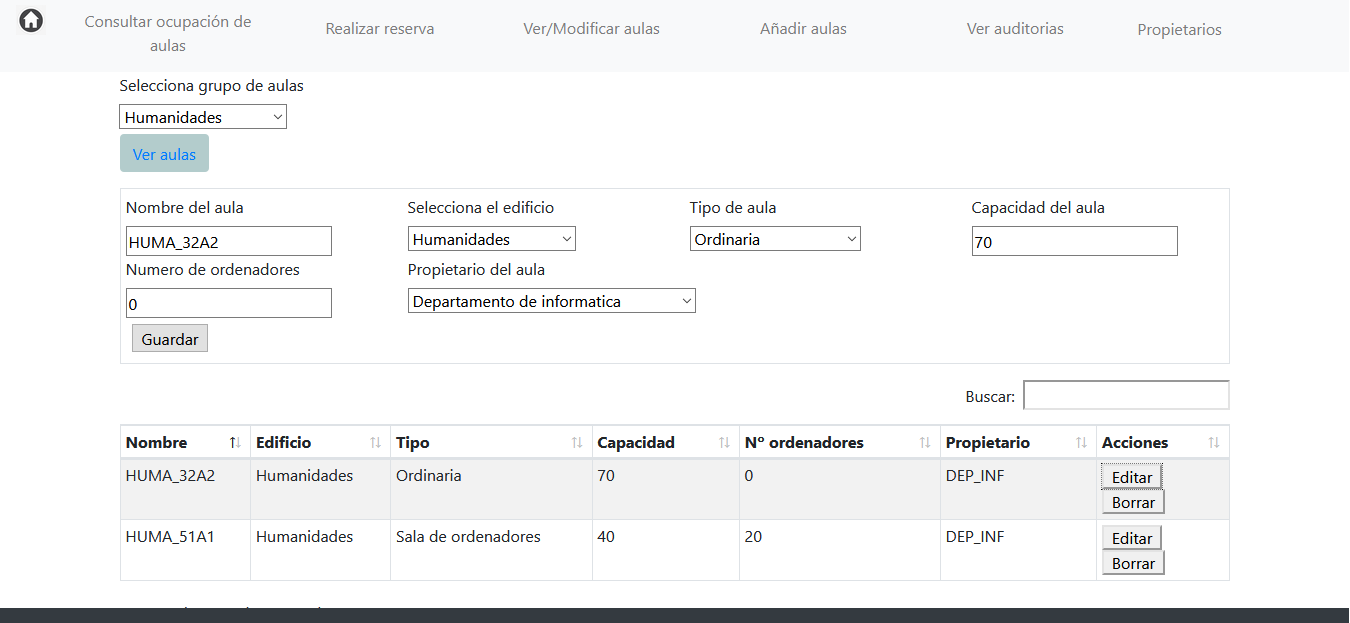 Consultar ocupación de
aulas
Realizar reserva
Ver/Modificar aulas
Añadir aulas
Ver auditorias
Propietarios
Selecciona grupo de aulas
Humanidades
Ver aulas
Nombre del aula Selecciona el edificio Tipo de aula Capacidad del aula
HUMA_32A2 Humanidades Ordinaria 70
Numero de ordenadores Propietario del aula
0 Departamento de informatica
Guardar
Buscar:
Nombre Edificio Tipo Capacidad Nº ordenadores Propietario Acciones
HUMA_32A2 Humanidades Ordinaria 70 0 DEP_INF Editar
Borrar
HUMA_51A1 Humanidades Sala de ordenadores 40 20 DEP_INF Editar
Borrar